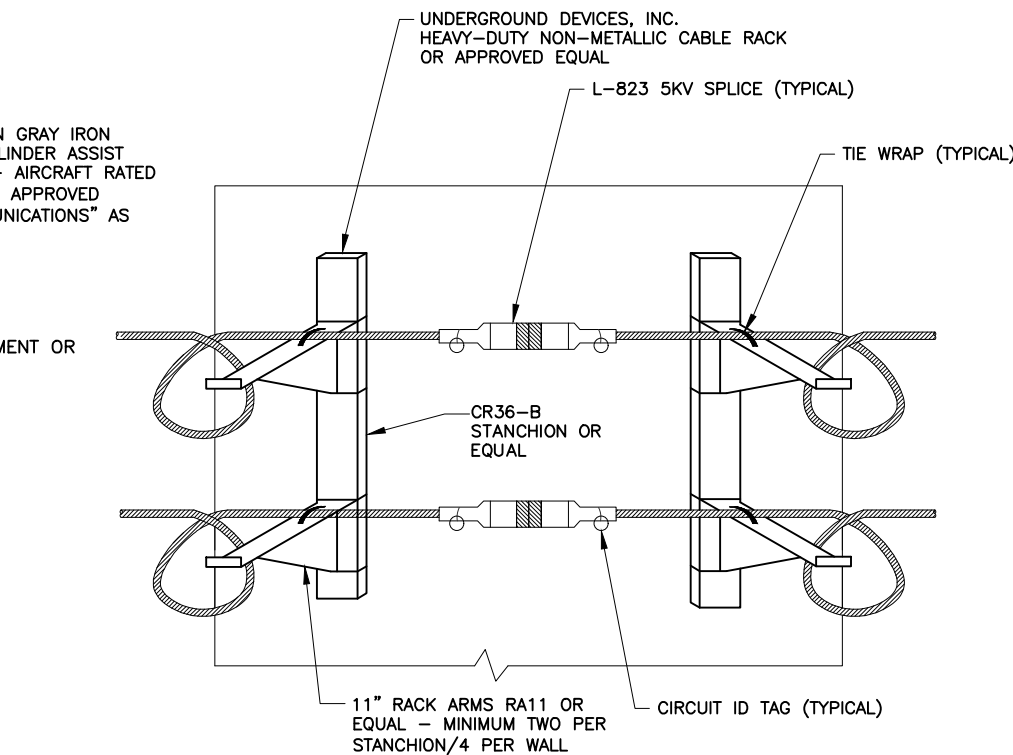 UNDERGROUND DEVICES, INC.
HEAVY-DUTY NON-METALLIC CABLE RACK
OR APPROVED EQUAL
L-823 5KV SPLICE (TYPICAL)
TIE WRAP (TYPICAL)
N GRAY IRON
LINDER ASSIST
- AIRCRAFT RATED
APPROVED
UNICATIONS" AS
MENT OR
CR36-B
STANCHION OR
EQUAL
11" RACK ARMS RA11 OR
EQUAL - MINIMUM TWO PER
STANCHION/4 PER WALL
CIRCUIT ID TAG (TYPICAL)